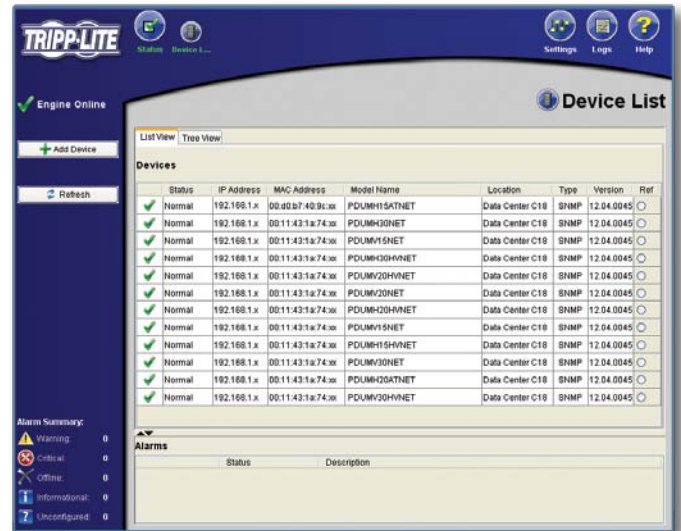 TRIPP·LITE
Status Device L...
Settings Logs Help
Engine Online
Device List
Add Device
Refresh
List View Tree View
Devices
Status IP Address MAC Address Model Name Location Type Version Ref
Normal 192.168.1.x 00:d0:b7:40:9c:xx PDUMH15ATNET Data Center C18 SNMP 12.04.0045
Normal 192.168.1.x 00:11:43:1a:74:xx PDUMH30NET Data Center C18 SNMP 12.04.0045
Normal 192.168.1.x 00:11:43:1a:74:xx PDUMV15NET Data Center C18 SNMP 12.04.0045
Normal 192.168.1.x 00:11:43:1a:74:xx PDUMH30HVNET Data Center C18 SNMP 12.04.0045
Normal 192.168.1.x 00:11:43:1a:74:xx PDUMV20HVNET Data Center C18 SNMP 12.04.0045
Normal 192.168.1.x 00:11:43:1a:74:xx PDUMV20NET Data Center C18 SNMP 12.04.0045
Normal 192.168.1.x 00:11:43:1a:74:xx PDUMH20HVNET Data Center C18 SNMP 12.04.0045
Normal 192.168.1.x 00:11:43:1a:74:xx PDUMV15NET Data Center C18 SNMP 12.04.0045
Normal 192.168.1.x 00:11:43:1a:74:xx PDUMH15HVNET Data Center C18 SNMP 12.04.0045
Normal 192.168.1.x 00:11:43:1a:74:xx PDUMV30NET Data Center C18 SNMP 12.04.0045
Normal 192.168.1.x 00:11:43:1a:74:xx PDUMH20ATNET Data Center C18 SNMP 12.04.0045
Normal 192.168.1.x 00:11:43:1a:74:xx PDUMV30HVNET Data Center C18 SNMP 12.04.0045
Alarm Summary:
Warning: 0
Critical: 0
Offline: 0
Informational: 0
Unconfigured: 0
Alarms
Status Description